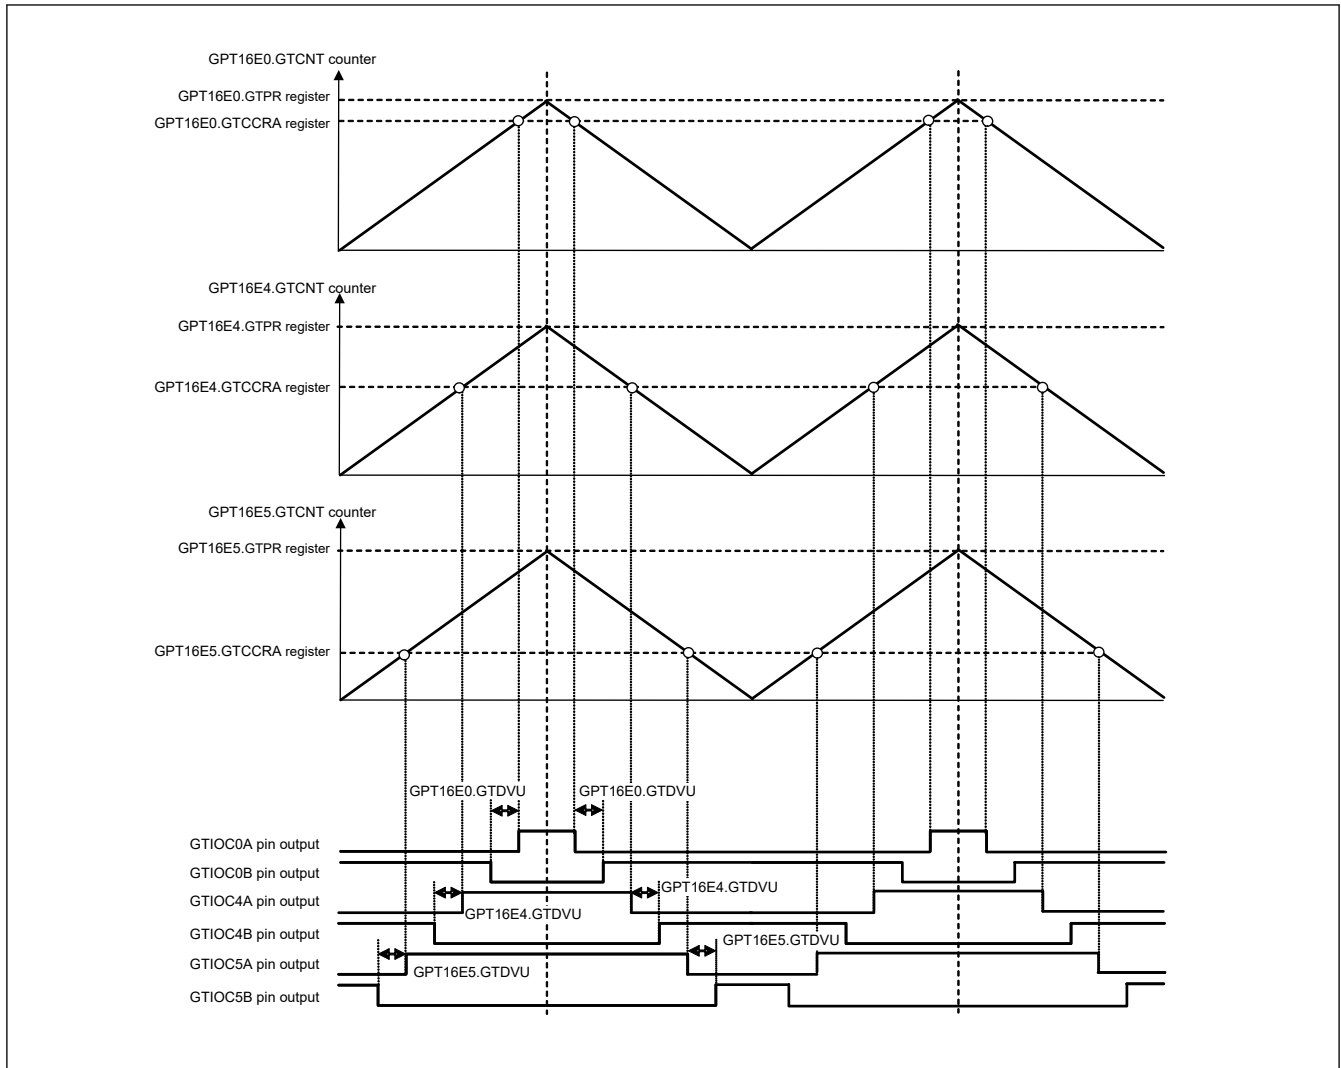 GPT16E0.GTCNT counter
GPT16E0.GTPR register
GPT16E0.GTCCRA register
GPT16E4.GTCNT counter
GPT16E4.GTPR register
GPT16E4.GTCCRA register
GPT16E5.GTCNT counter
GPT16E5.GTPR register
GPT16E5.GTCCRA register
GPT16E0.GTDVU GPT16E0.GTDVU
GTIOC0A pin output
GTIOC0B pin output
GPT16E4.GTDVU
GTIOC4A pin output
GPT16E4.GTDVU
GTIOC4B pin output
GPT16E5.GTDVU
GTIOC5A pin output
GPT16E5.GTDVU
GTIOC5B pin output